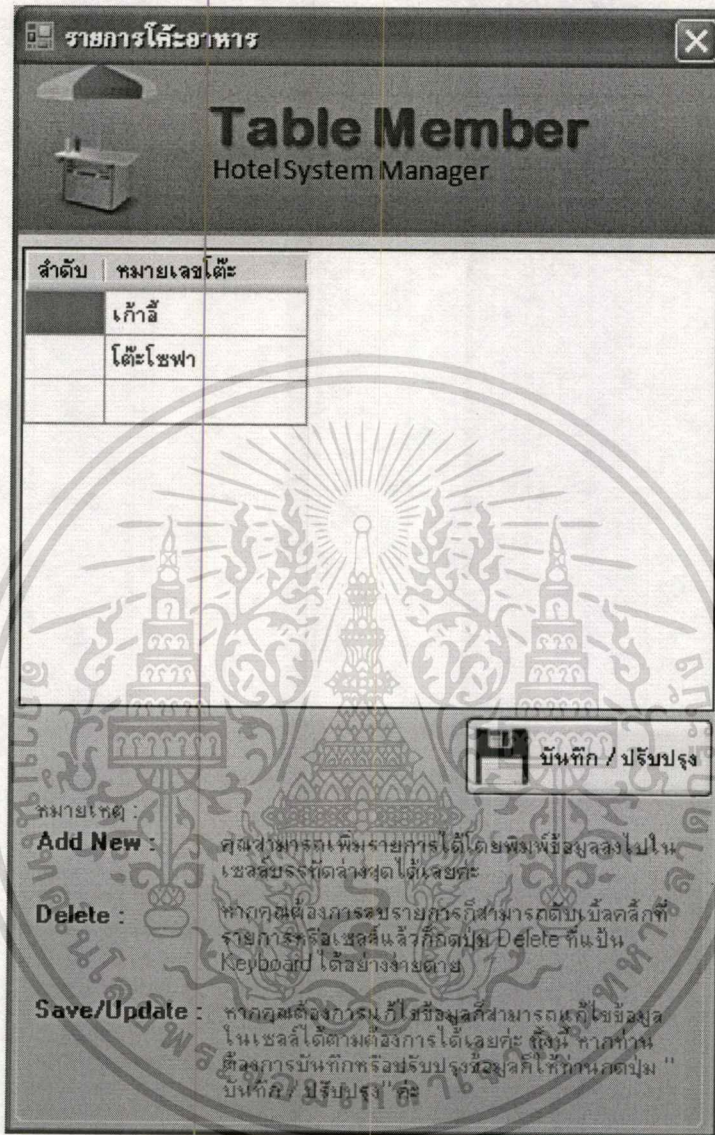 รายการโต๊ะอาหาร
Table Member
Hotel System Manager
ลำดับ หมายเลขโต๊ะ
เก้าอี้
โต๊ะโซฟา
บันทึก / ปรับปรุง
หมายเหตุ :
Add New : คุณสามารถเพิ่มรายการได้โดยพิมพ์ข้อมูลลงไปใน
เซลล์บรรทัดล่างสุดได้เลยค่ะ
Delete : หากคุณต้องการลบรายการก็สามารถดับเบิ้ลคลิ๊กที่
รายการหรือเซลล์แล้วก็กดปุ่ม Delete ที่แป้น
Keyboard ได้อย่างง่ายดาย
Save/Update : หากคุณต้องการแก้ไขข้อมูลก็สามารถแก้ไขข้อมูล
ในเซลล์ได้ตามต้องการได้เลยค่ะ ทั้งนี้ หากท่าน
ต้องการบันทึกหรือปรับปรุงข้อมูลก็ให้ท่านกดปุ่ม "
บันทึก / ปรับปรุง" ค่ะ